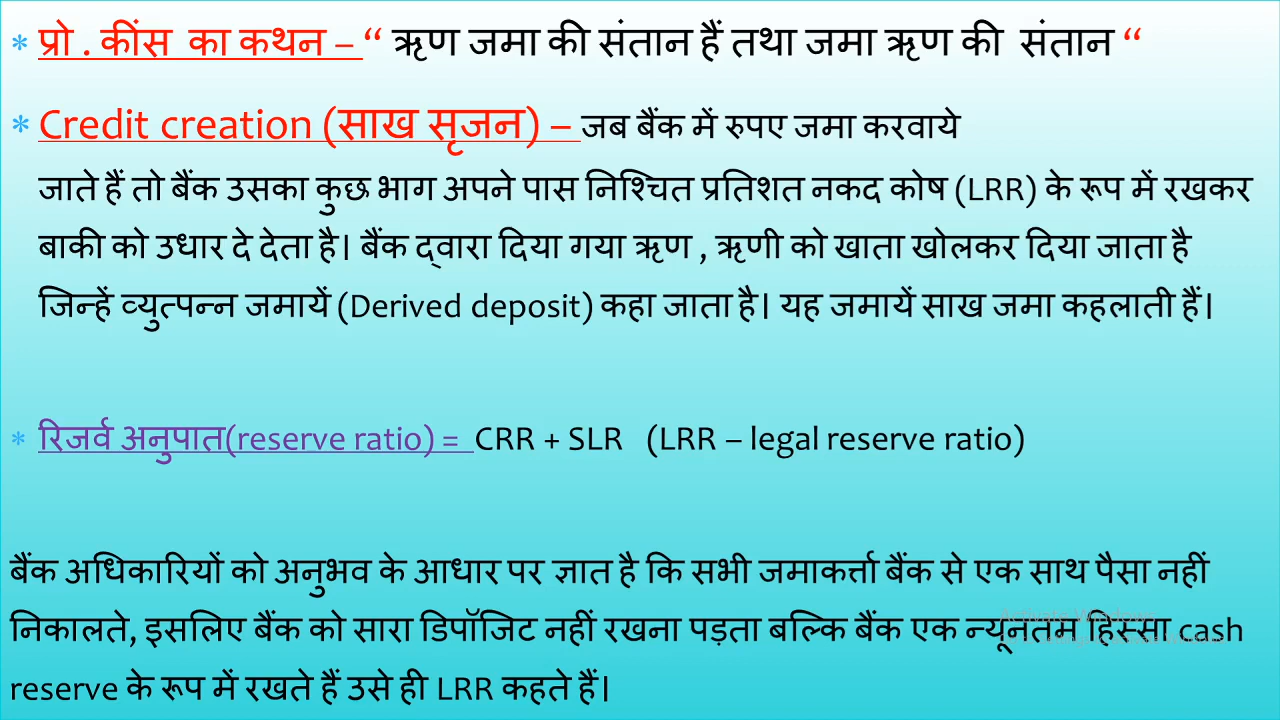 * प्रो . कींस का कथन – “ ऋण जमा की संतान हैं तथा जमा ऋण की संतान “
* Credit creation (साख सृजन) – जब बैंक में रुपए जमा करवाये
जाते हैं तो बैंक उसका कुछ भाग अपने पास निश्चित प्रतिशत नकद कोष (LRR) के रूप में रखकर
बाकी को उधार दे देता है। बैंक द्वारा दिया गया ऋण , ऋणी को खाता खोलकर दिया जाता है
जिन्हें व्युत्पन्न जमायें (Derived deposit) कहा जाता है। यह जमायें साख जमा कहलाती हैं।
* रिजर्व अनुपात(reserve ratio) = CRR + SLR (LRR – legal reserve ratio)
बैंक अधिकारियों को अनुभव के आधार पर ज्ञात है कि सभी जमाकर्त्ता बैंक से एक साथ पैसा नहीं
Activate Windows
निकालते, इसलिए बैंक को सारा डिपॉजिट नहीं रखना पड़ता बल्कि बैंक एक न्यूनतम हिस्सा cash
reserve के रूप में रखते हैं उसे ही LRR कहते हैं।